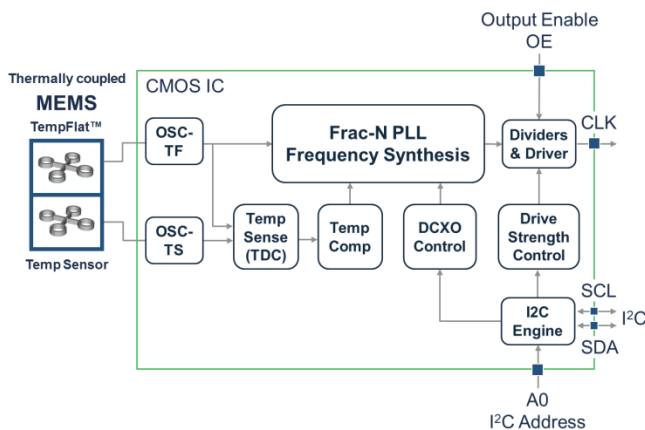 Output Enable
OE
Thermally coupled
MEMS
TempFlat™
CMOS IC
OSC-
TF
Frac-N PLL
Frequency Synthesis
Dividers
& Driver
CLK
OSC-
TS
Temp
Sense
(TDC)
Temp
Comp
DCXO
Control
Drive
Strength
Control
Temp Sensor
I2C
Engine
SCL
I²C
SDA
A0
I²C Address